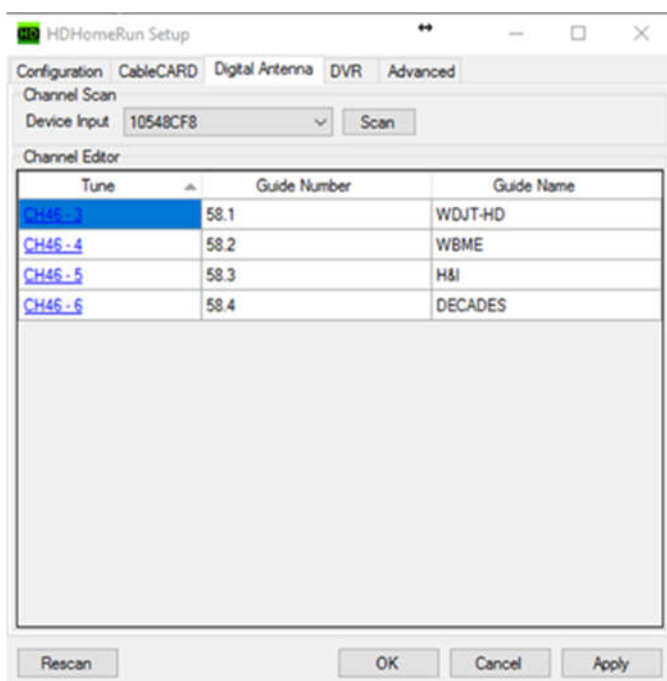 HD HDHomeRun Setup
Configuration CableCARD Digital Antenna DVR Advanced
Channel Scan
Device Input 10548CF8 Scan
Channel Editor
Tune Guide Number Guide Name
CH46 - 3 58.1 WDJT-HD
CH46 - 4 58.2 WBME
CH46 - 5 58.3 H&I
CH46 - 6 58.4 DECADES
Rescan OK Cancel Apply